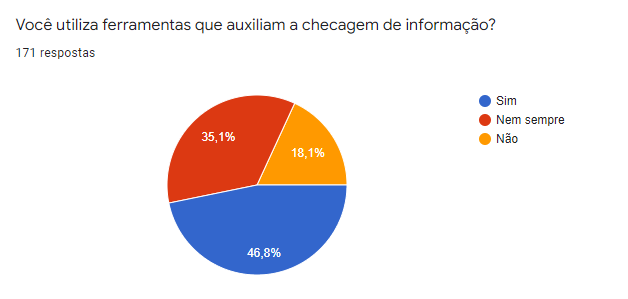 Você utiliza ferramentas que auxiliam a checagem de informação?
171 respostas
Sim
Nem sempre
Não
35,1%
18,1%
46,8%